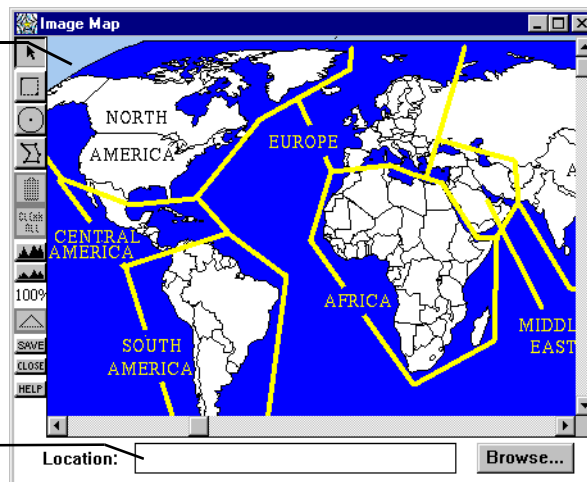 Image Map
NORTH
AMERICA
EUROPE
CENTRAL
AMERICA
AFRICA
MIDDL
EAST
SOUTH
AMERICA
A
100%
SAVE
CLOSE
HELP
Location:
Browse...